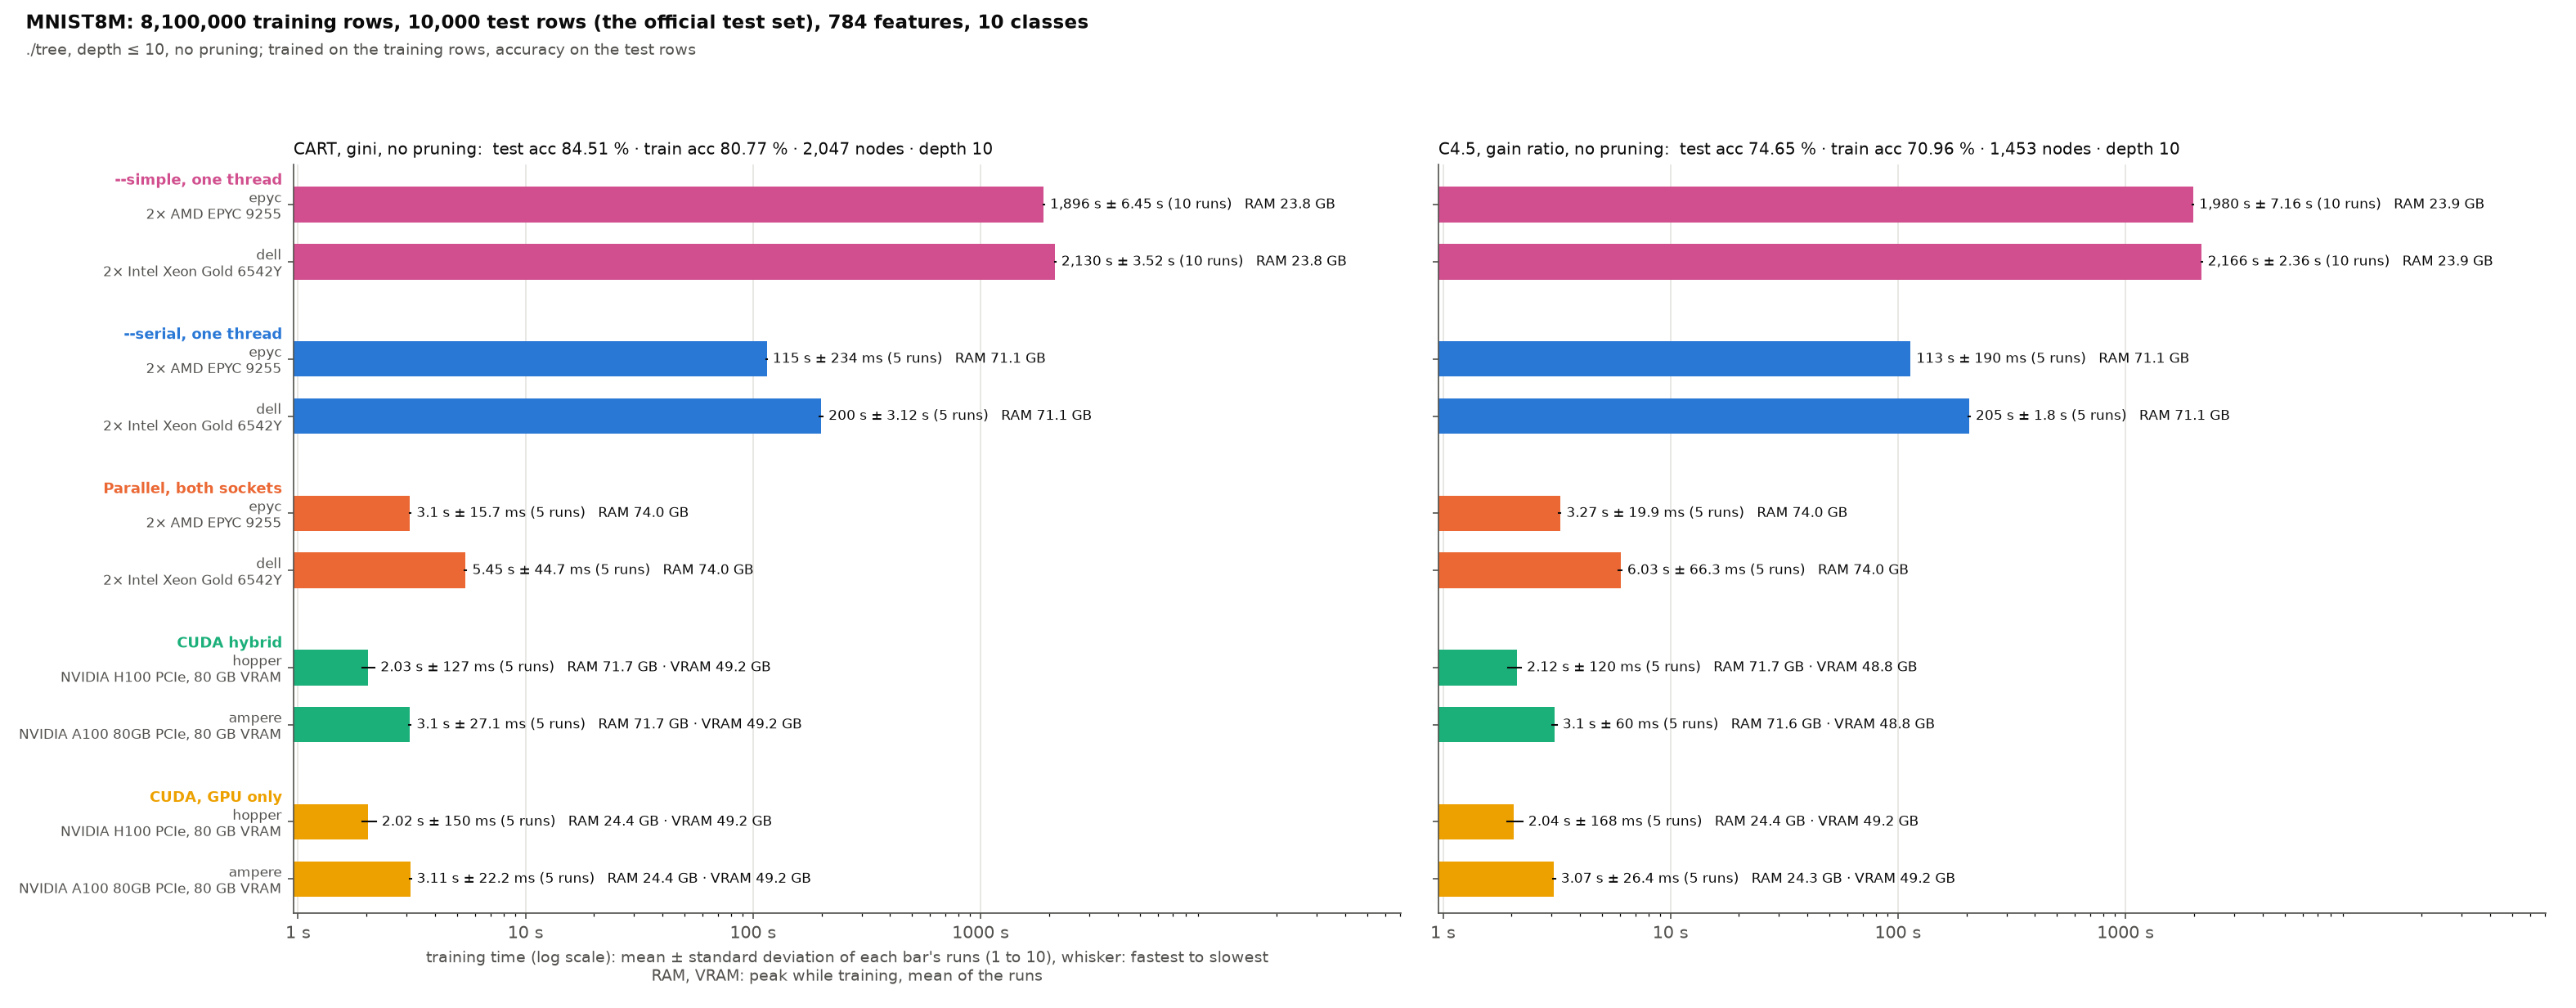 MNIST8M: 8,100,000 training rows, 10,000 test rows (the official test set), 784 features, 10 classes
./tree, depth ≤ 10, no pruning; trained on the training rows, accuracy on the test rows
CART, gini, no pruning:  test acc 84.51 % · train acc 80.77 % · 2,047 nodes · depth 10
--simple, one thread
epyc
2× AMD EPYC 9255
1,896 s ± 6.45 s (10 runs)   RAM 23.8 GB
dell
2× Intel Xeon Gold 6542Y
2,130 s ± 3.52 s (10 runs)   RAM 23.8 GB
--serial, one thread
epyc
2× AMD EPYC 9255
115 s ± 234 ms (5 runs)   RAM 71.1 GB
dell
2× Intel Xeon Gold 6542Y
200 s ± 3.12 s (5 runs)   RAM 71.1 GB
Parallel, both sockets
epyc
2× AMD EPYC 9255
3.1 s ± 15.7 ms (5 runs)   RAM 74.0 GB
dell
2× Intel Xeon Gold 6542Y
5.45 s ± 44.7 ms (5 runs)   RAM 74.0 GB
CUDA hybrid
hopper
NVIDIA H100 PCIe, 80 GB VRAM
2.03 s ± 127 ms (5 runs)   RAM 71.7 GB · VRAM 49.2 GB
ampere
NVIDIA A100 80GB PCIe, 80 GB VRAM
3.1 s ± 27.1 ms (5 runs)   RAM 71.7 GB · VRAM 49.2 GB
CUDA, GPU only
hopper
NVIDIA H100 PCIe, 80 GB VRAM
2.02 s ± 150 ms (5 runs)   RAM 24.4 GB · VRAM 49.2 GB
ampere
NVIDIA A100 80GB PCIe, 80 GB VRAM
3.11 s ± 22.2 ms (5 runs)   RAM 24.4 GB · VRAM 49.2 GB
1 s 10 s 100 s 1000 s
training time (log scale): mean ± standard deviation of each bar's runs (1 to 10), whisker: fastest to slowest
RAM, VRAM: peak while training, mean of the runs
C4.5, gain ratio, no pruning:  test acc 74.65 % · train acc 70.96 % · 1,453 nodes · depth 10
1,980 s ± 7.16 s (10 runs)   RAM 23.9 GB
2,166 s ± 2.36 s (10 runs)   RAM 23.9 GB
113 s ± 190 ms (5 runs)   RAM 71.1 GB
205 s ± 1.8 s (5 runs)   RAM 71.1 GB
3.27 s ± 19.9 ms (5 runs)   RAM 74.0 GB
6.03 s ± 66.3 ms (5 runs)   RAM 74.0 GB
2.12 s ± 120 ms (5 runs)   RAM 71.7 GB · VRAM 48.8 GB
3.1 s ± 60 ms (5 runs)   RAM 71.6 GB · VRAM 48.8 GB
2.04 s ± 168 ms (5 runs)   RAM 24.4 GB · VRAM 49.2 GB
3.07 s ± 26.4 ms (5 runs)   RAM 24.3 GB · VRAM 49.2 GB
1 s 10 s 100 s 1000 s